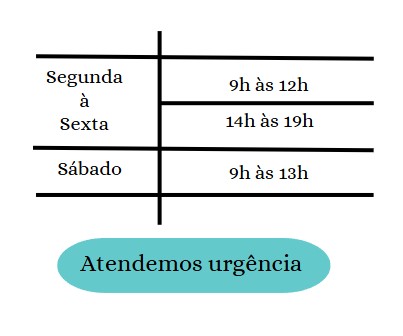 Segunda
à
Sexta
9h às 12h
14h às 19h
Sábado
9h às 13h
Atendemos urgência